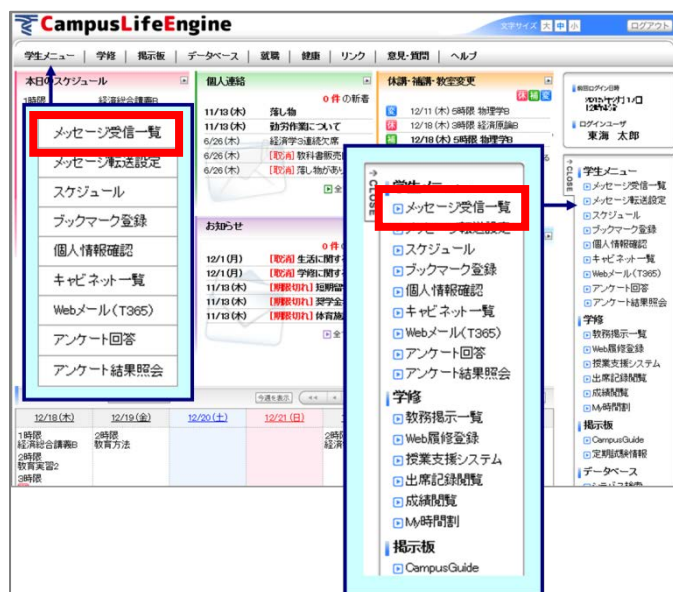 CampusLifeEngine
文字サイズ 大 中 小
ログアウト
学生メニュー | 学修 | 掲示板 | データベース | 就職 | 健康 | リンク | 意見・質問 | ヘルプ
本日のスケジュール
1時限 経済総合講義B
メッセージ受信一覧
メッセージ転送設定
スケジュール
ブックマーク登録
個人情報確認
キャビネット一覧
Webメール(T365)
アンケート回答
アンケート結果照会
個人連絡
0 件 の新着
11/13(木) 落し物
11/13(木) 勤労作業について
6/26(木) 経済学3連続欠席
6/26(木) [取消] 教科書販売
6/26(木) [取消] 落し物があり
お知らせ
0 件
12/1(月) [取消] 生活に関する
12/1(月) [取消] 学修に関する
11/13(木) [期限切れ] 短期留
11/13(木) [期限切れ] 奨学金
11/13(木) [期限切れ] 体育施
休講・補講・教室変更
休 補 変
変 12/11 (木) 5時限 物理学B
休 12/18 (木) 3時限 経済原論B
補 12/18 (木) 5時限 物理学B
CLOSE
メッセージ受信一覧
スケジュール
ブックマーク登録
個人情報確認
キャビネット一覧
Webメール(T365)
アンケート回答
アンケート結果照会
学修
教務掲示一覧
Web履修登録
授業支援システム
出席記録閲覧
成績閲覧
My時間割
掲示板
CampusGuide
前回ログイン日時
ログインユーザ
東海 太郎
CLOSE
学生メニュー
メッセージ受信一覧
メッセージ転送設定
スケジュール
ブックマーク登録
個人情報確認
キャビネット一覧
Webメール(T365)
アンケート回答
アンケート結果照会
学修
教務掲示一覧
Web履修登録
授業支援システム
出席記録閲覧
成績閲覧
My時間割
掲示板
CampusGuide
定期試験情報
データベース
今週を表示
12/18(木) 12/19(金) 12/20(土) 12/21(日)
1時限
経済総合講義B
2時限
教育実習2
3時限
2時限
教育方法